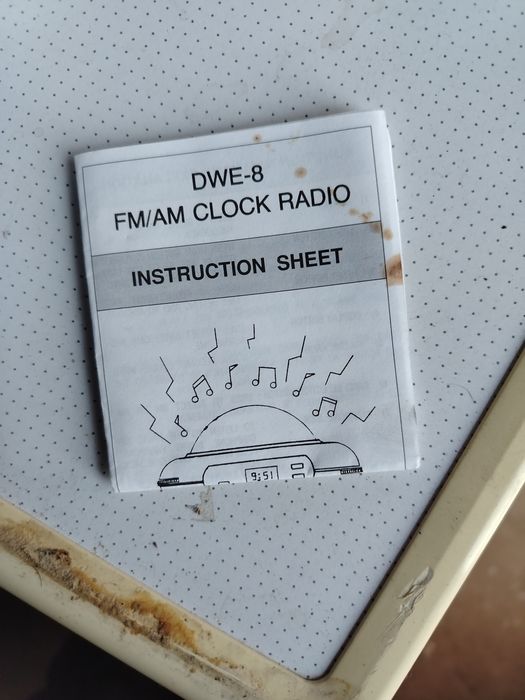 DWE-8
FM/AM CLOCK RADIO
INSTRUCTION SHEET
9:51